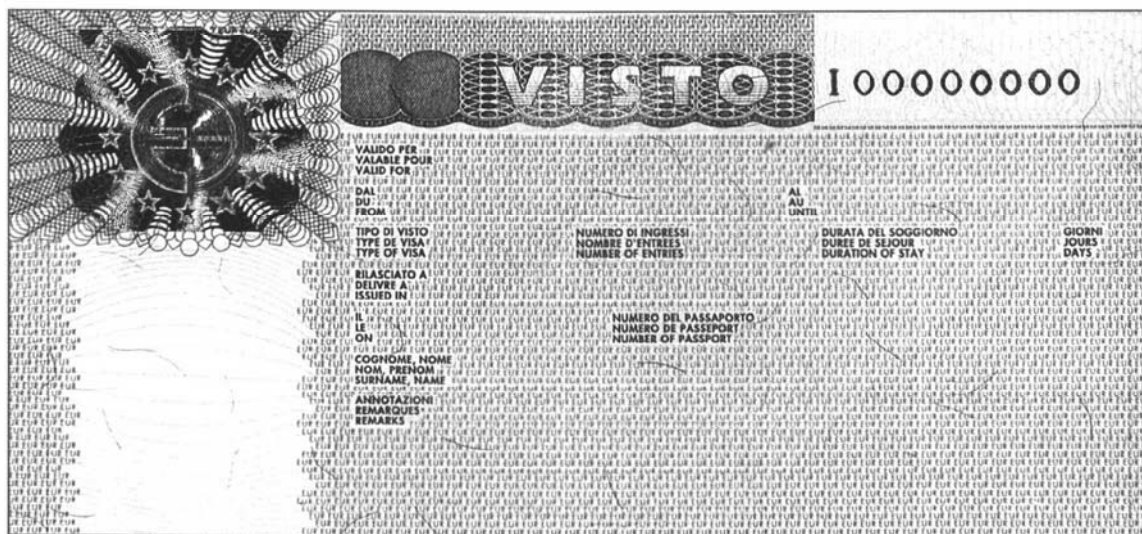 VISTO
I 00000000
VALIDO PER
VALABLE POUR
VALID FOR
DAL
DU
FROM
AL
AU
UNTIL
TIPO DI VISTO
TYPE DE VISA
TYPE OF VISA
NUMERO DI INGRESSI
NOMBRE D'ENTREES
NUMBER OF ENTRIES
DURATA DEL SOGGIORNO
DUREE DE SEJOUR
DURATION OF STAY
GIORNI
JOURS
DAYS
RILASCIATO A
DELIVRE A
ISSUED IN
IL
LE
ON
NUMERO DEL PASSAPORTO
NUMERO DE PASSEPORT
NUMBER OF PASSPORT
COGNOME, NOME
NOM, PRENOM
SURNAME, NAME
ANNOTAZIONI
REMARQUES
REMARKS